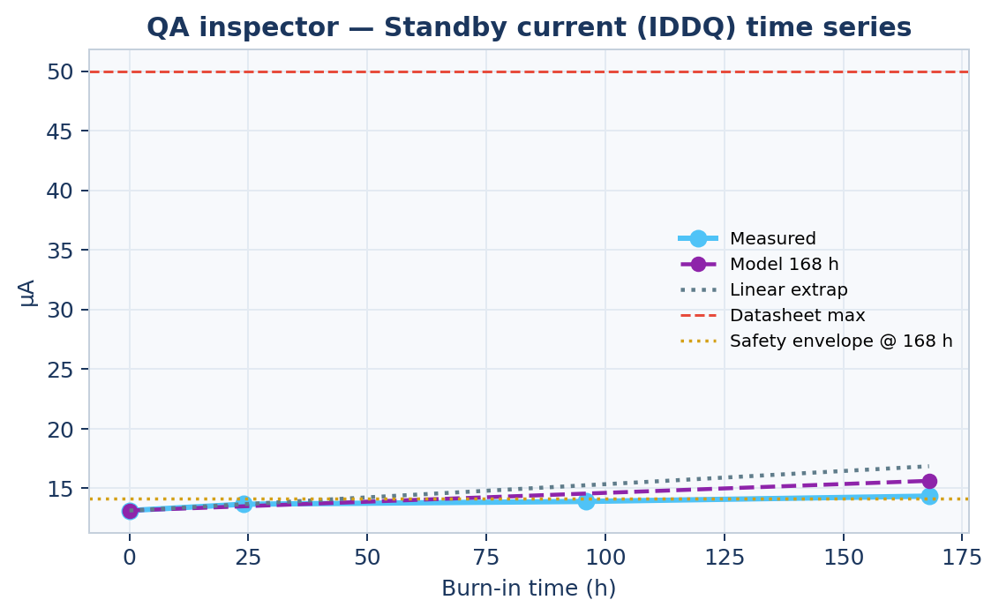 QA inspector — Standby current (IDDQ) time series
µA
50
45
40
35
30
25
20
15
Measured
Model 168 h
Linear extrap
Datasheet max
Safety envelope @ 168 h
0 25 50 75 100 125 150 175
Burn-in time (h)